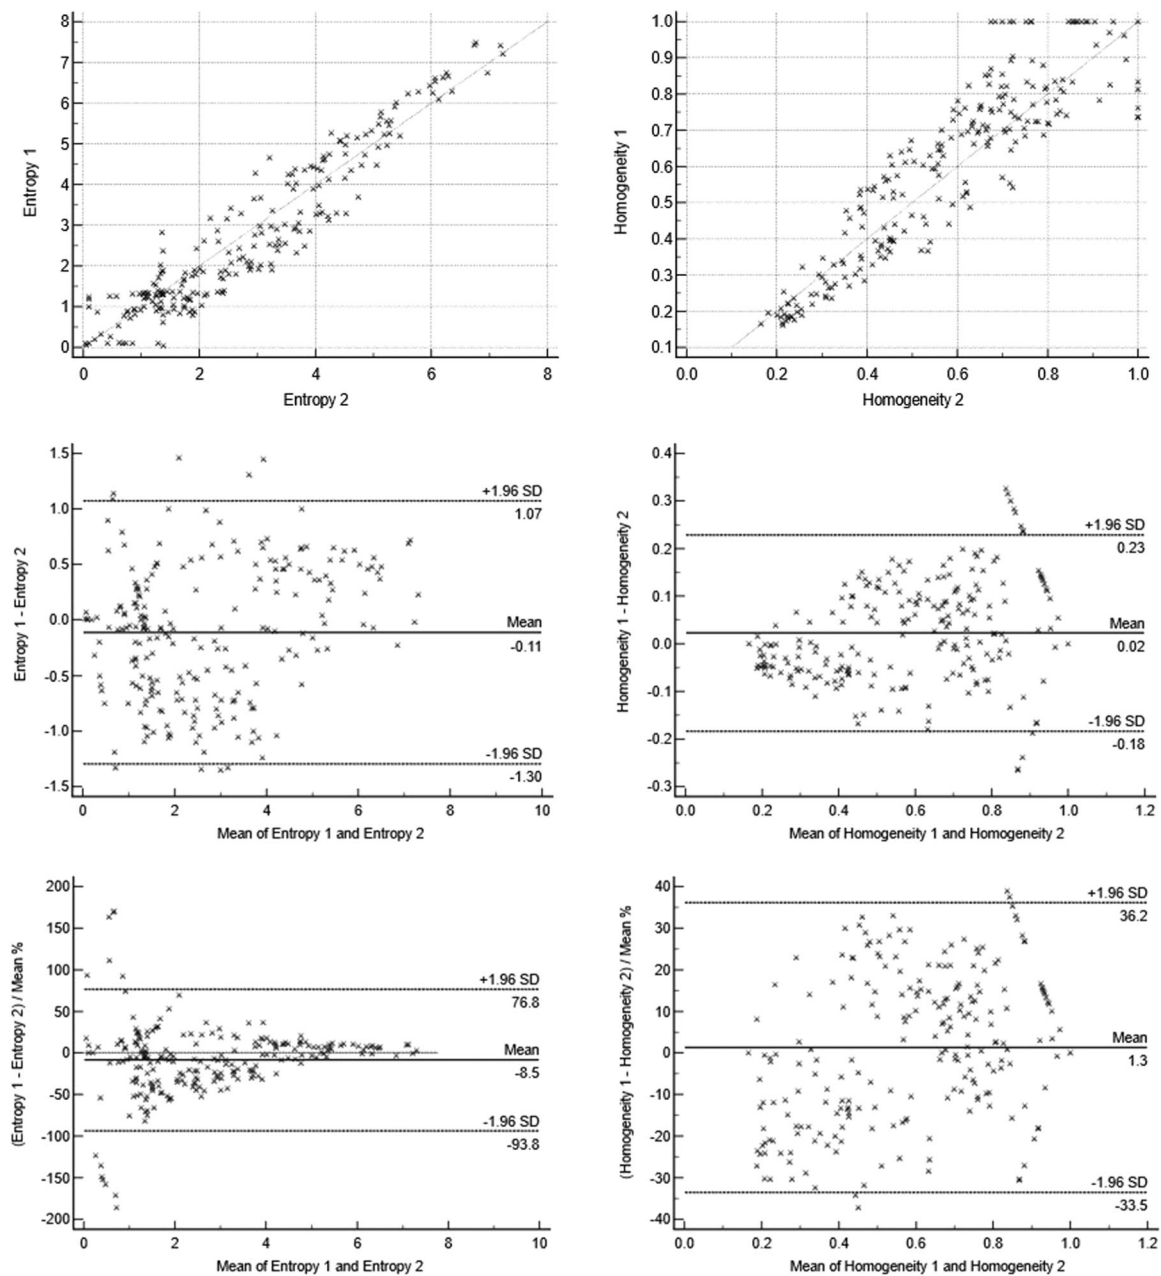 8
7
6
5
4
3
2
1
0
Entropy 1
0 2 4 6 8
Entropy 2
1.0
0.9
0.8
0.7
0.6
0.5
0.4
0.3
0.2
0.1
Homogeneity 1
0.0 0.2 0.4 0.6 0.8 1.0
Homogeneity 2
1.5
1.0
0.5
0.0
-0.5
-1.0
-1.5
Entropy 1 - Entropy 2
+1.96 SD
1.07
Mean
-0.11
-1.96 SD
-1.30
0 2 4 6 8 10
Mean of Entropy 1 and Entropy 2
0.4
0.3
0.2
0.1
0.0
-0.1
-0.2
-0.3
Homogeneity 1 - Homogeneity 2
+1.96 SD
0.23
Mean
0.02
-1.96 SD
-0.18
0.0 0.2 0.4 0.6 0.8 1.0 1.2
Mean of Homogeneity 1 and Homogeneity 2
200
150
100
50
0
-50
-100
-150
-200
(Entropy 1 - Entropy 2) / Mean %
+1.96 SD
76.8
Mean
-8.5
-1.96 SD
-93.8
0 2 4 6 8 10
Mean of Entropy 1 and Entropy 2
40
30
20
10
0
-10
-20
-30
-40
(Homogeneity 1 - Homogeneity 2) / Mean %
+1.96 SD
36.2
Mean
1.3
-1.96 SD
-33.5
0.0 0.2 0.4 0.6 0.8 1.0 1.2
Mean of Homogeneity 1 and Homogeneity 2